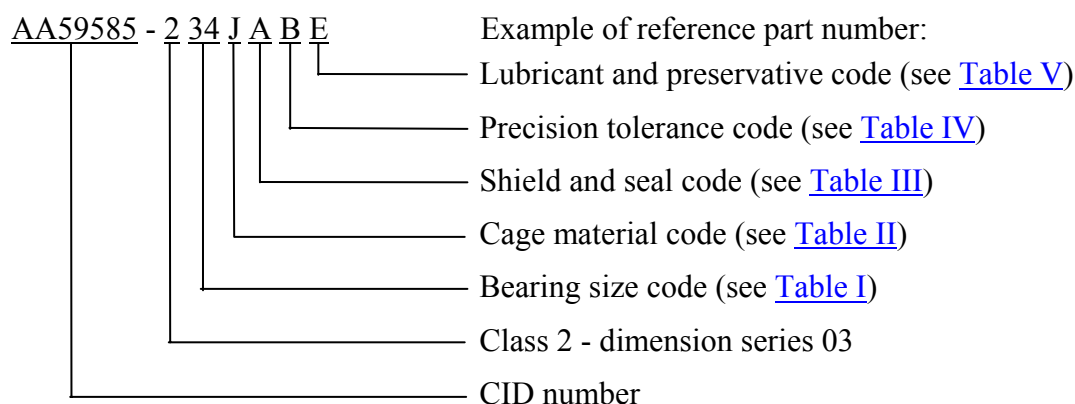 AA59585 - 2 34 J A B E Example of reference part number:
Lubricant and preservative code (see Table V)
Precision tolerance code (see Table IV)
Shield and seal code (see Table III)
Cage material code (see Table II)
Bearing size code (see Table I)
Class 2 - dimension series 03
CID number